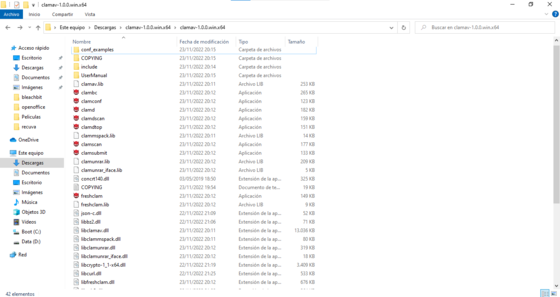 clamav-1.0.0.win.x64
Archivo Inicio Compartir Vista
Este equipo > Descargas > clamav-1.0.0.win.x64 > clamav-1.0.0.win.x64
Buscar en clamav-1.0.0.win.x64
Nombre Fecha de modificación Tipo Tamaño
Acceso rápido
Escritorio
Descargas
Documentos
Imágenes
bleachbit
openoffice
Películas
recuva
OneDrive
Este equipo
Descargas
Documentos
Escritorio
Imágenes
Música
Objetos 3D
Vídeos
Boot (C:)
Data (D:)
Red
conf_examples 23/11/2022 20:15 Carpeta de archivos
COPYING 23/11/2022 20:15 Carpeta de archivos
include 23/11/2022 20:14 Carpeta de archivos
UserManual 23/11/2022 20:15 Carpeta de archivos
clamav.lib 23/11/2022 20:11 Archivo LIB 253 KB
clambc 23/11/2022 20:12 Aplicación 265 KB
clamconf 23/11/2022 20:12 Aplicación 123 KB
clamd 23/11/2022 20:12 Aplicación 182 KB
clamdscan 23/11/2022 20:12 Aplicación 159 KB
clamdtop 23/11/2022 20:12 Aplicación 151 KB
clammspack.lib 23/11/2022 20:11 Archivo LIB 14 KB
clamscan 23/11/2022 20:12 Aplicación 177 KB
clamsubmit 23/11/2022 20:12 Aplicación 133 KB
clamunrar.lib 23/11/2022 20:12 Archivo LIB 209 KB
clamunrar_iface.lib 23/11/2022 20:12 Archivo LIB 5 KB
concrt140.dll 03/05/2019 18:30 Extensión de la ap... 325 KB
COPYING 23/11/2022 19:54 Documento de te... 19 KB
freshclam 23/11/2022 20:12 Aplicación 149 KB
freshclam.lib 23/11/2022 20:12 Archivo LIB 8 KB
json-c.dll 22/11/2022 21:09 Extensión de la ap... 52 KB
libbz2.dll 22/11/2022 21:06 Extensión de la ap... 71 KB
libclamav.dll 23/11/2022 20:11 Extensión de la ap... 13.036 KB
libclammspack.dll 23/11/2022 20:11 Extensión de la ap... 80 KB
libclamunrar.dll 23/11/2022 20:12 Extensión de la ap... 319 KB
libclamunrar_iface.dll 23/11/2022 20:12 Extensión de la ap... 18 KB
libcrypto-1_1-x64.dll 22/11/2022 21:19 Extensión de la ap... 3.409 KB
libcurl.dll 22/11/2022 21:25 Extensión de la ap... 533 KB
libfreshclam.dll 23/11/2022 20:12 Extensión de la ap... 676 KB
42 elementos